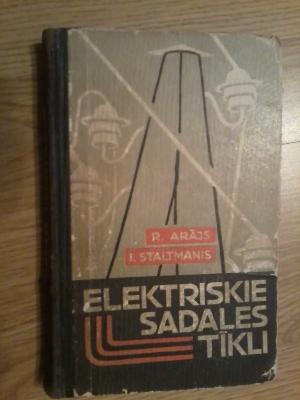 R. ARĀJS
I. STALTMANIS
ELEKTRISKIE
SADALES
TĪKLI